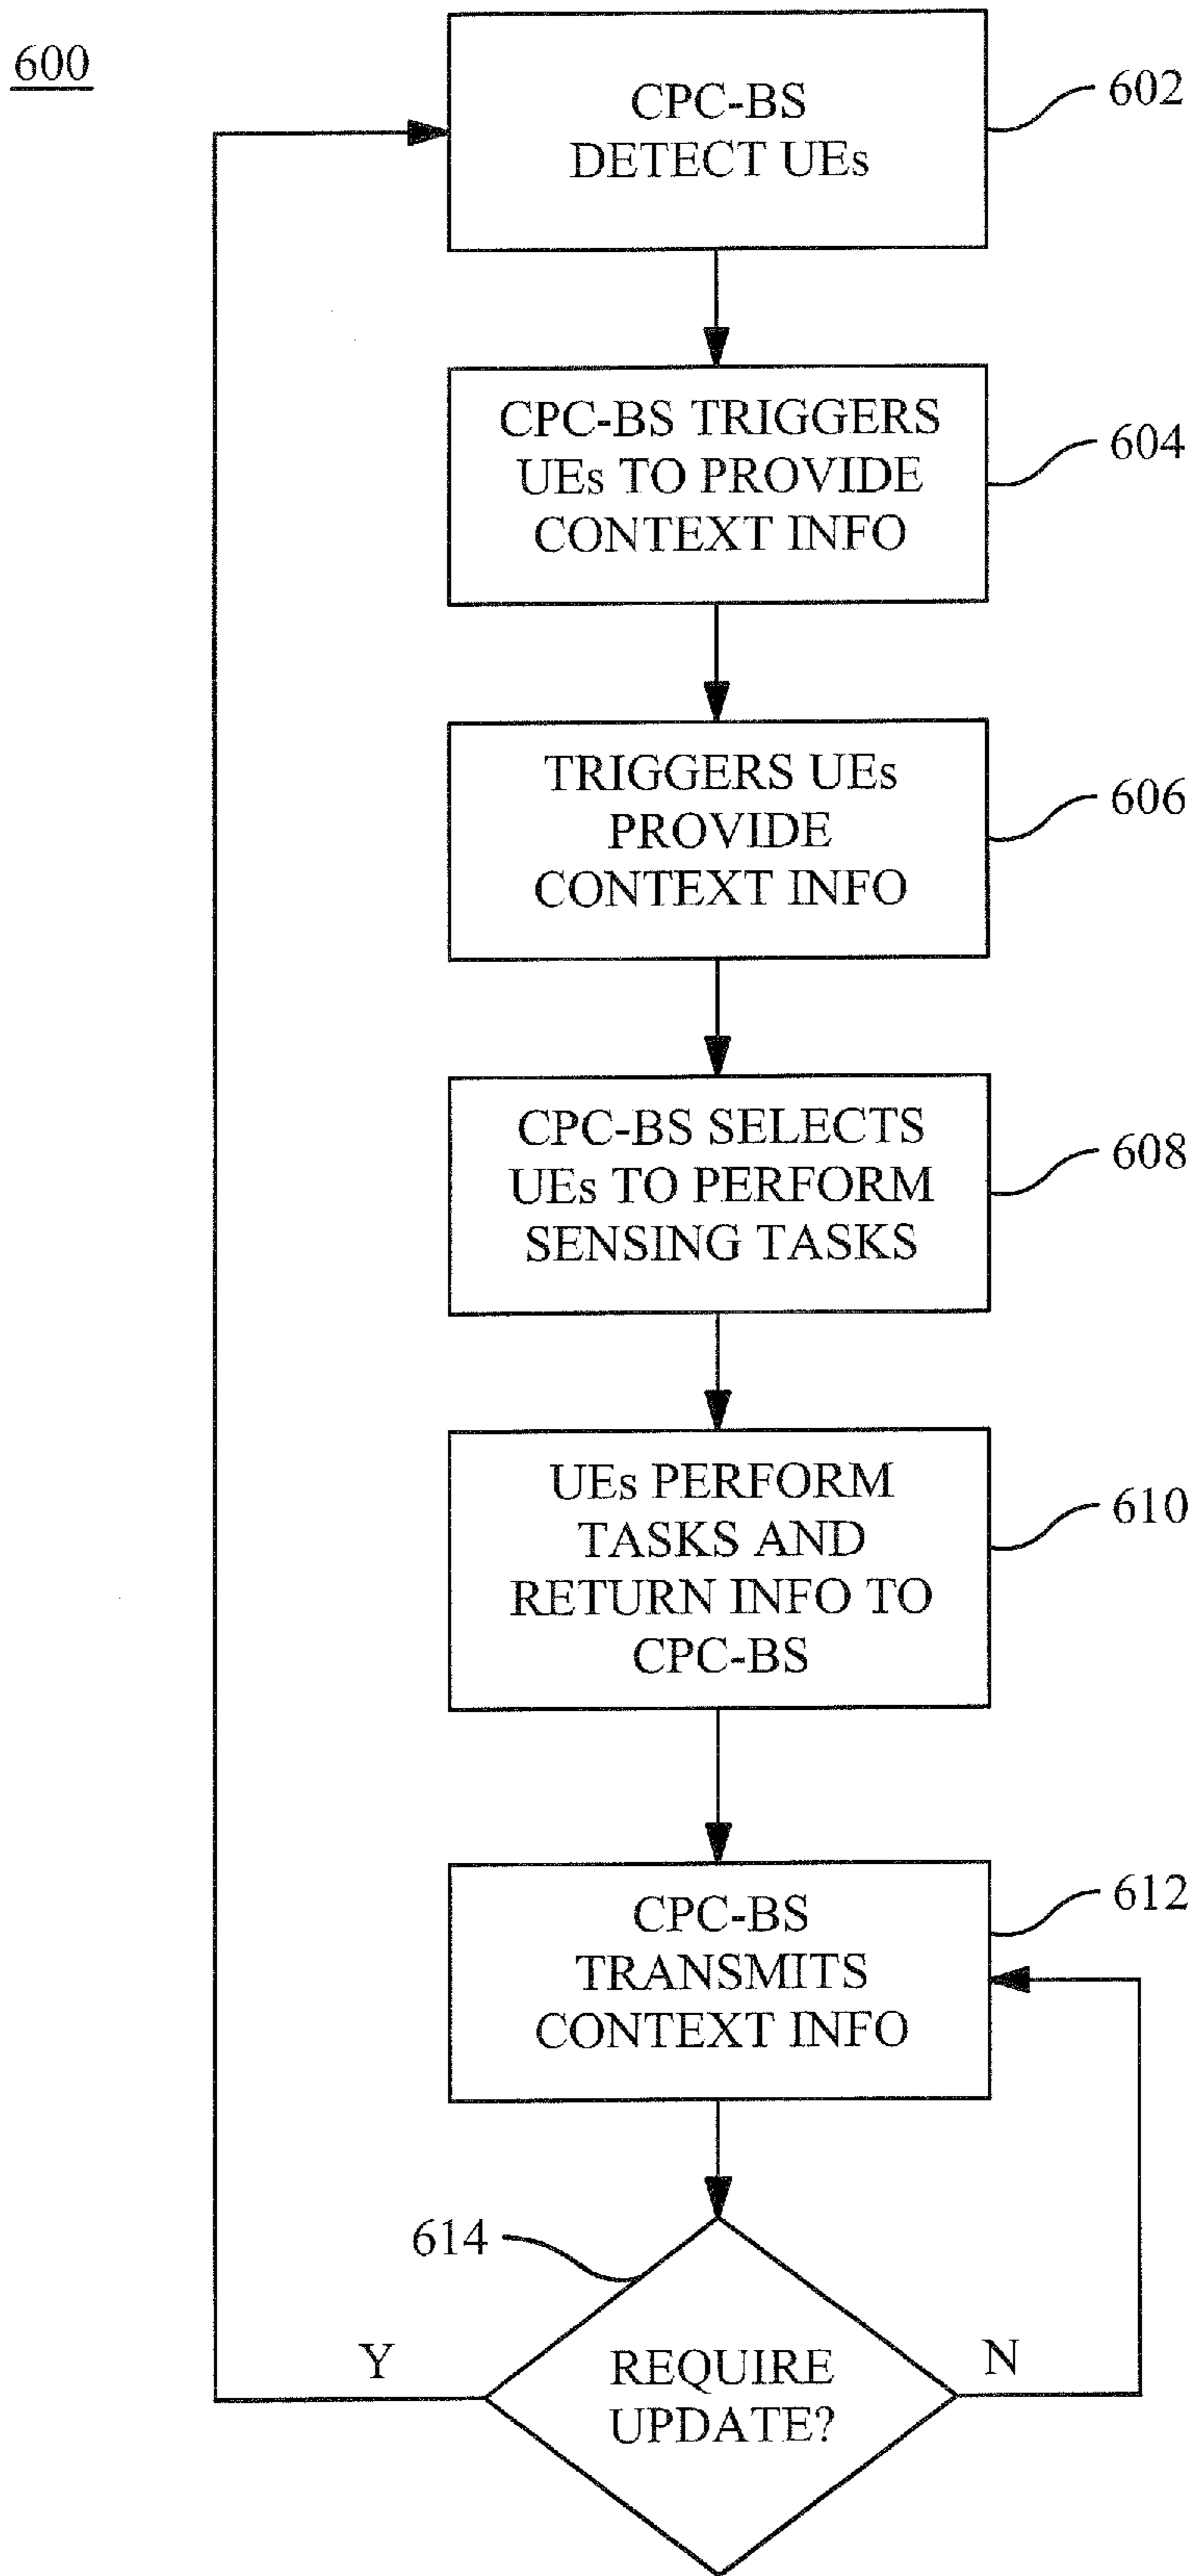 600
CPC-BS
DETECT UEs
602
CPC-BS TRIGGERS
UEs TO PROVIDE
CONTEXT INFO
604
TRIGGERS UEs
PROVIDE
CONTEXT INFO
606
CPC-BS SELECTS
UEs TO PERFORM
SENSING TASKS
608
UEs PERFORM
TASKS AND
RETURN INFO TO
CPC-BS
610
CPC-BS
TRANSMITS
CONTEXT INFO
612
614
Y
REQUIRE
UPDATE?
N